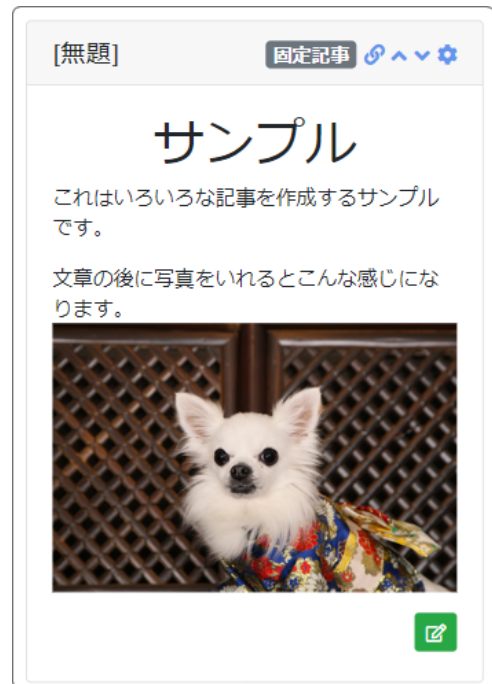 [無題] 固定記事
サンプル
これはいろいろな記事を作成するサンプル
です。
文章の後に写真をいれるとこんな感じにな
ります。